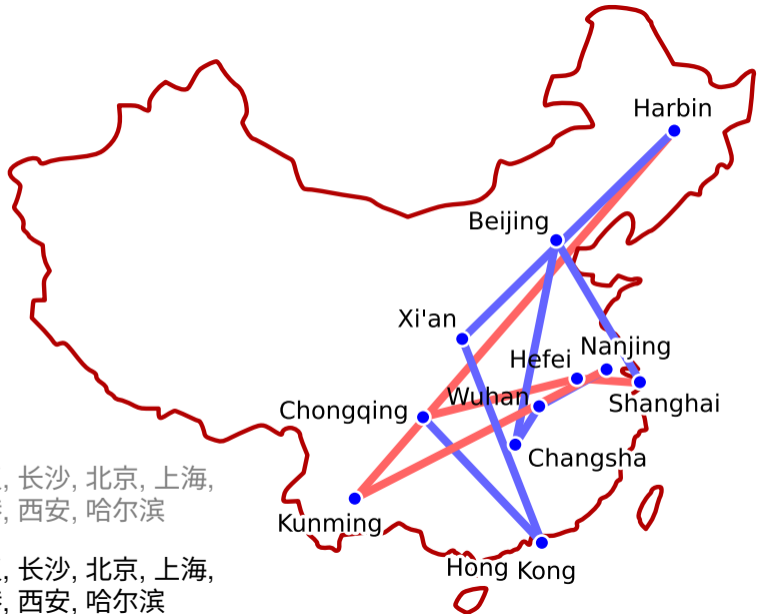 Harbin
Beijing
Xi'an
Hefei
Nanjing
Wuhan
Shanghai
Chongqing
Changsha
Kunming
Hong Kong
, 长沙, 北京, 上海,
, 西安, 哈尔滨
, 长沙, 北京, 上海,
, 西安, 哈尔滨